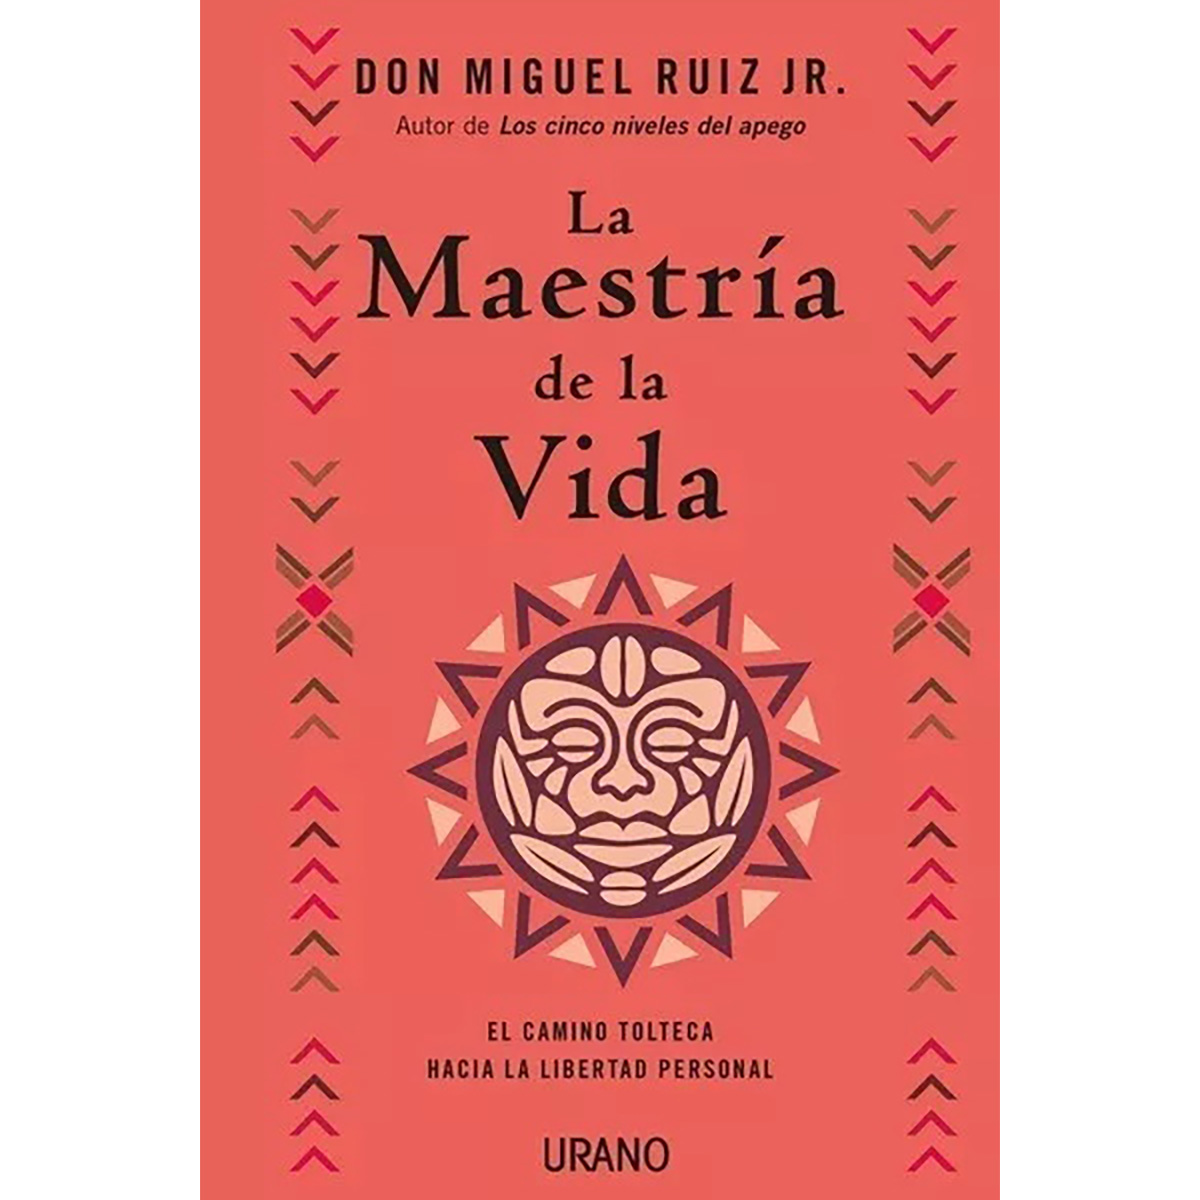 DON MIGUEL RUIZ JR.
Autor de Los cinco niveles del apego
La
Maestría
de la
Vida
EL CAMINO TOLTECA
HACIA LA LIBERTAD PERSONAL
URANO